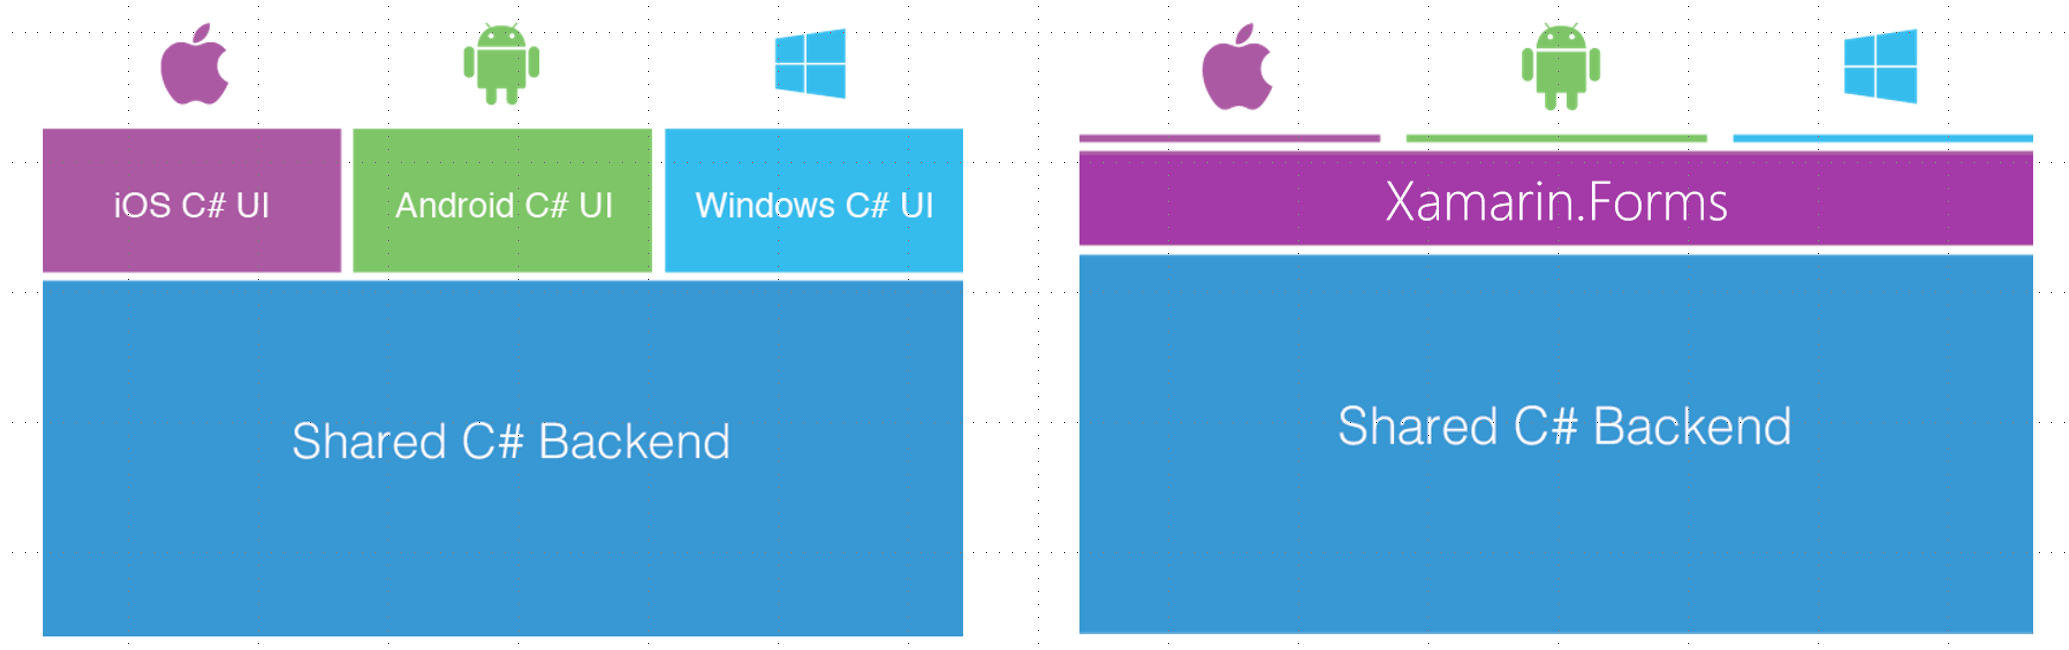 iOS C# UI
Android C# UI
Windows C# UI
Shared C# Backend
Xamarin.Forms
Shared C# Backend